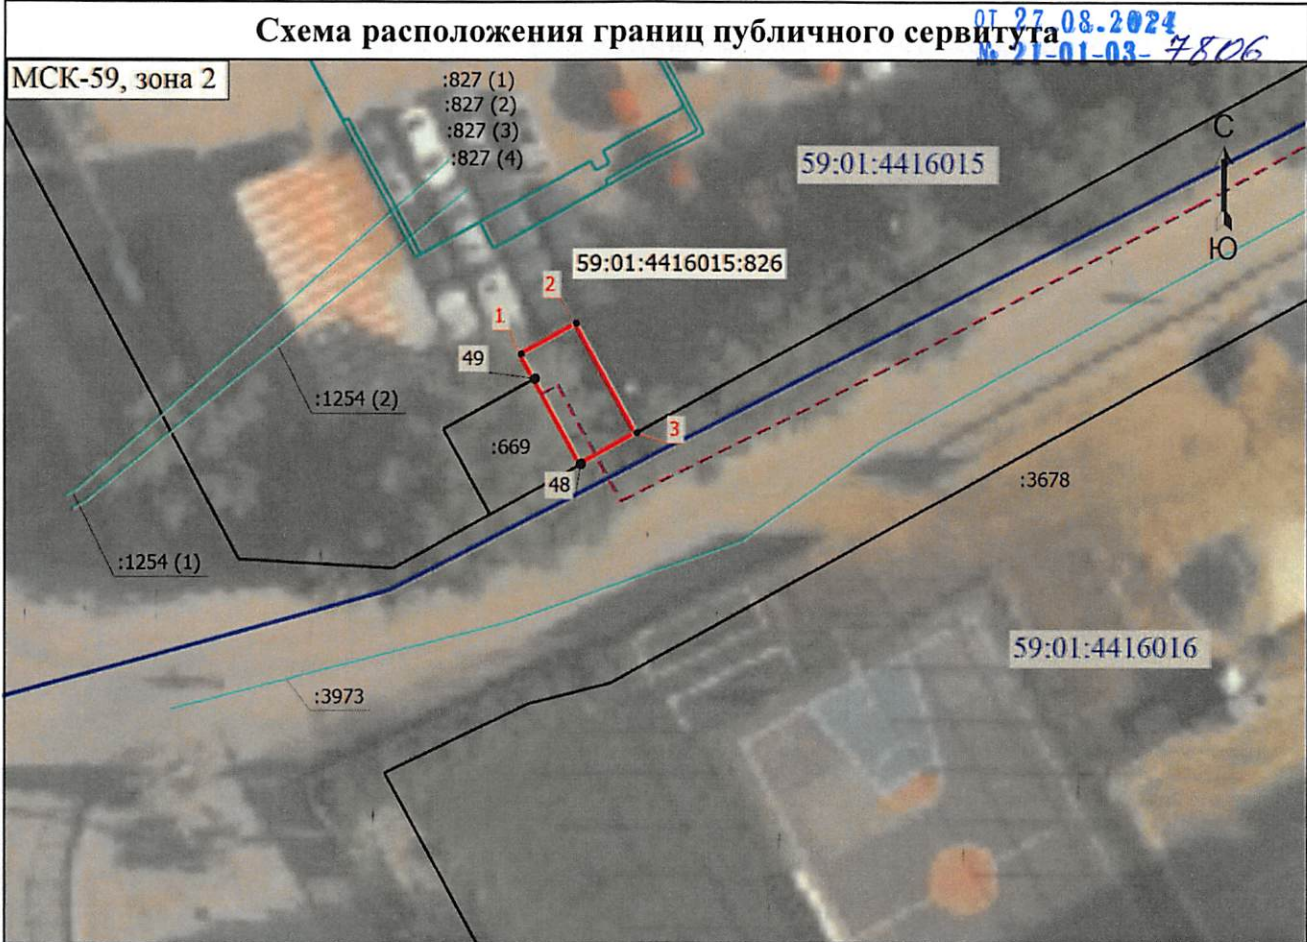 от 27.08.2024
Схема расположения границ публичного сервитута
№ 21-01-03- 7806
МСК-59, зона 2
:827 (1)
:827 (2)
:827 (3)
:827 (4)
С
59:01:4416015
Ю
59:01:4416015:826
2
1
49
:1254 (2)
3
:669
:3678
48
:1254 (1)
59:01:4416016
:3973